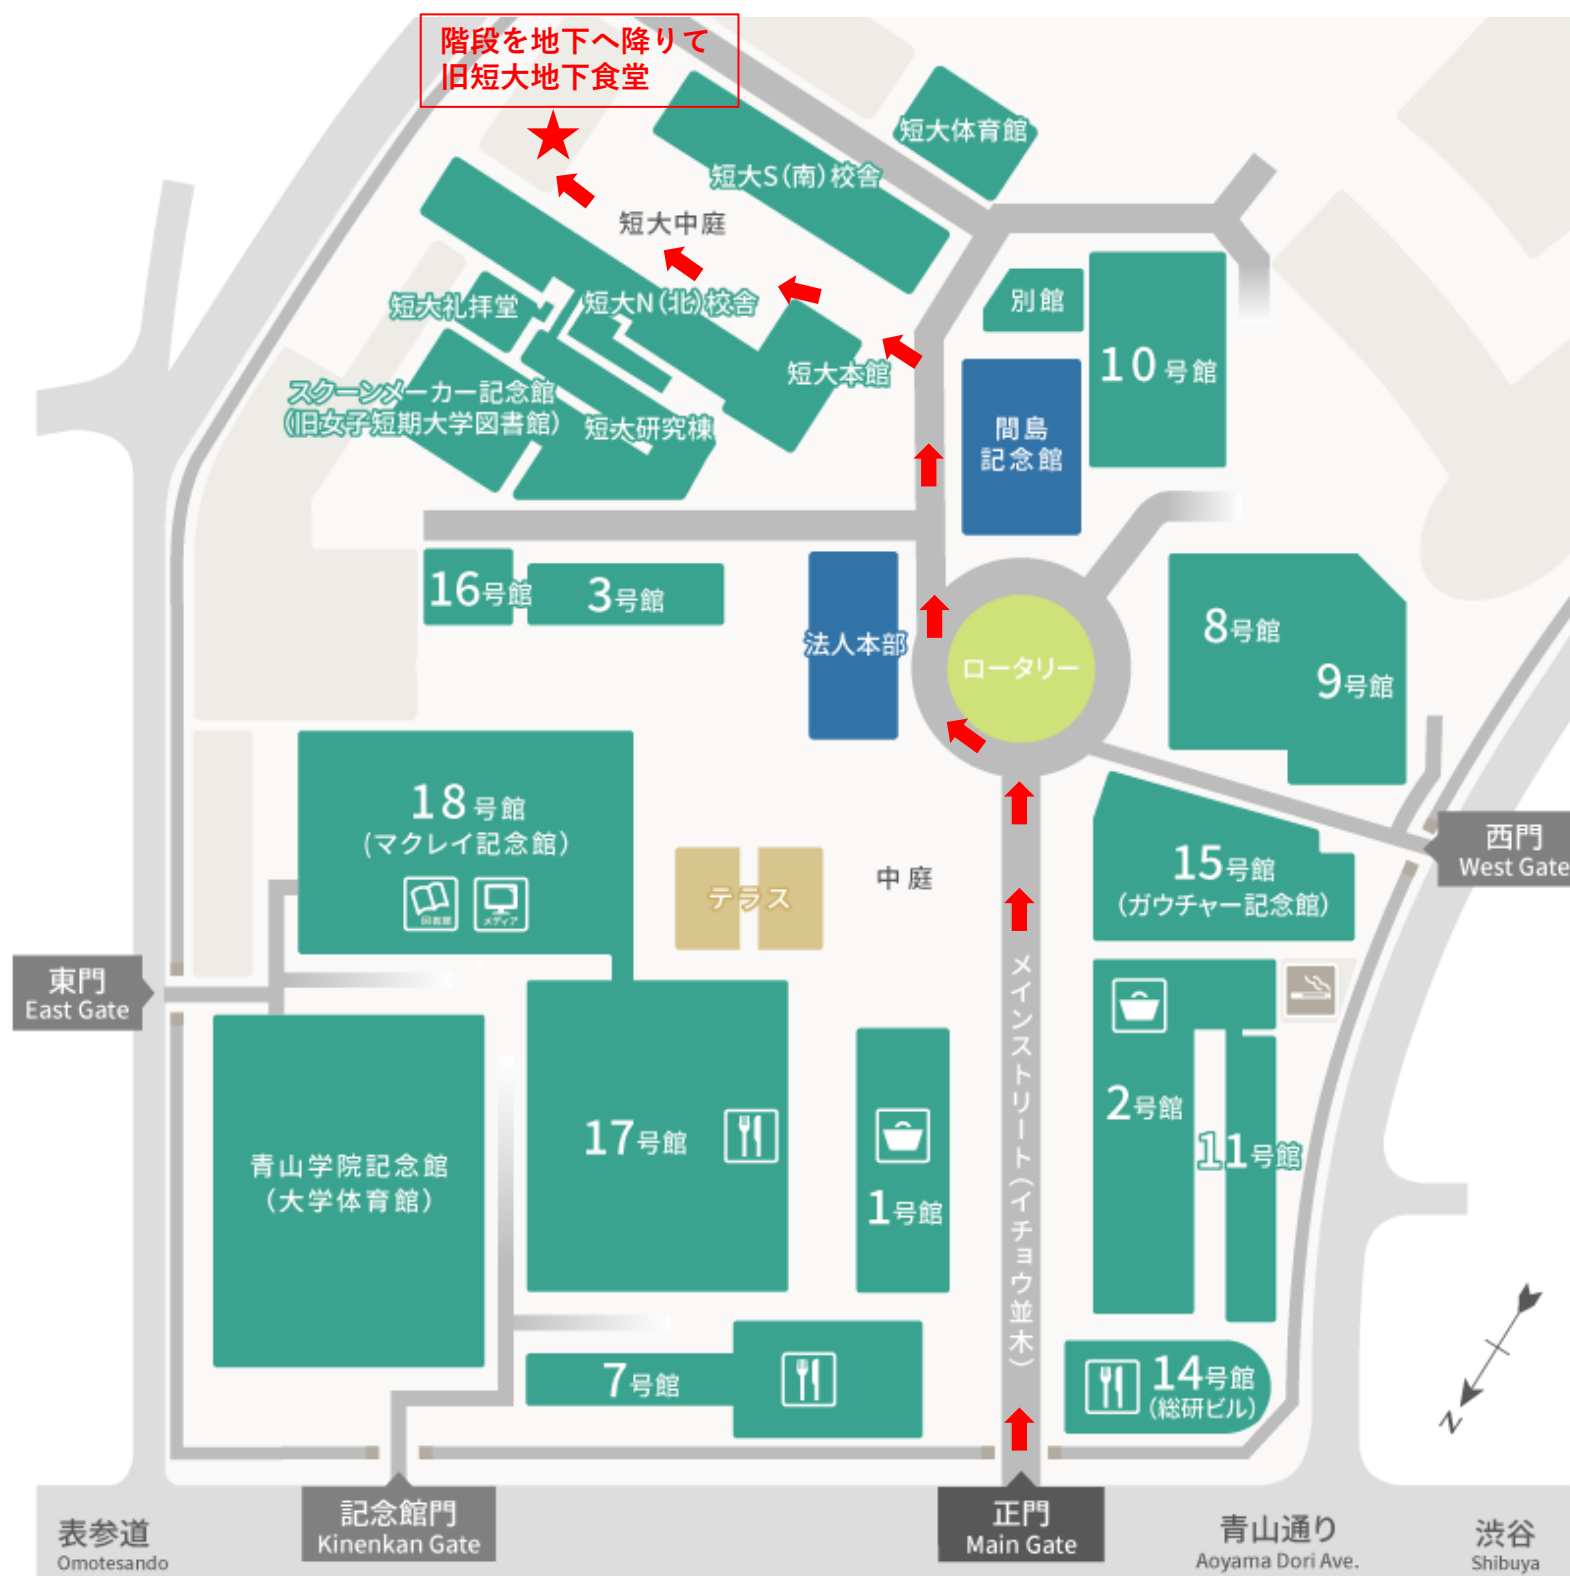 階段を地下へ降りて
旧短大地下食堂
短大体育館
短大S（南）校舎
短大中庭
別館
短大礼拝堂
短大N（北）校舎
10号館
短大本館
スクーンメーカー記念館
（旧女子短期大学図書館）
短大研究棟
間島
記念館
16号館
3号館
法人本部
ロータリー
8号館
9号館
18号館
(マクレイ記念館)
図書館
メディア
テラス
中庭
15号館
（ガウチャー記念館）
西門
West Gate
東門
East Gate
メインストリート（イチョウ並木）
2号館
11号館
17号館
1号館
青山学院記念館
（大学体育館）
7号館
14号館
（総研ビル）
N
記念館門
Kinenkan Gate
正門
Main Gate
表参道
Omotesando
青山通り
Aoyama Dori Ave.
渋谷
Shibuya